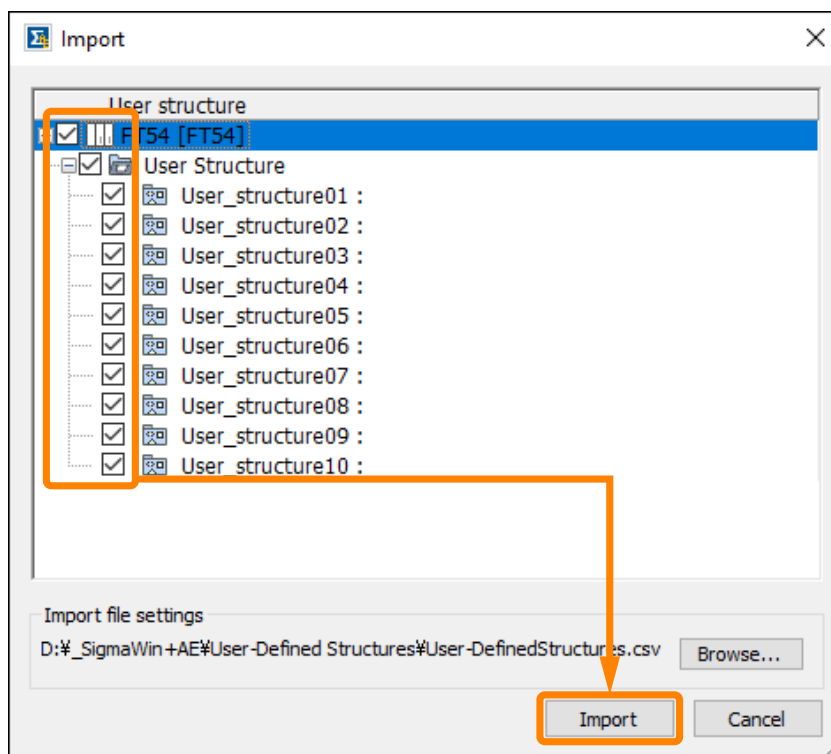 Import
User structure
FT54 [FT54]
User Structure
User_structure01 :
User_structure02 :
User_structure03 :
User_structure04 :
User_structure05 :
User_structure06 :
User_structure07 :
User_structure08 :
User_structure09 :
User_structure10 :
Import file settings
D:¥_SigmaWin+AE¥User-Defined Structures¥User-DefinedStructures.csv
Browse...
Import
Cancel